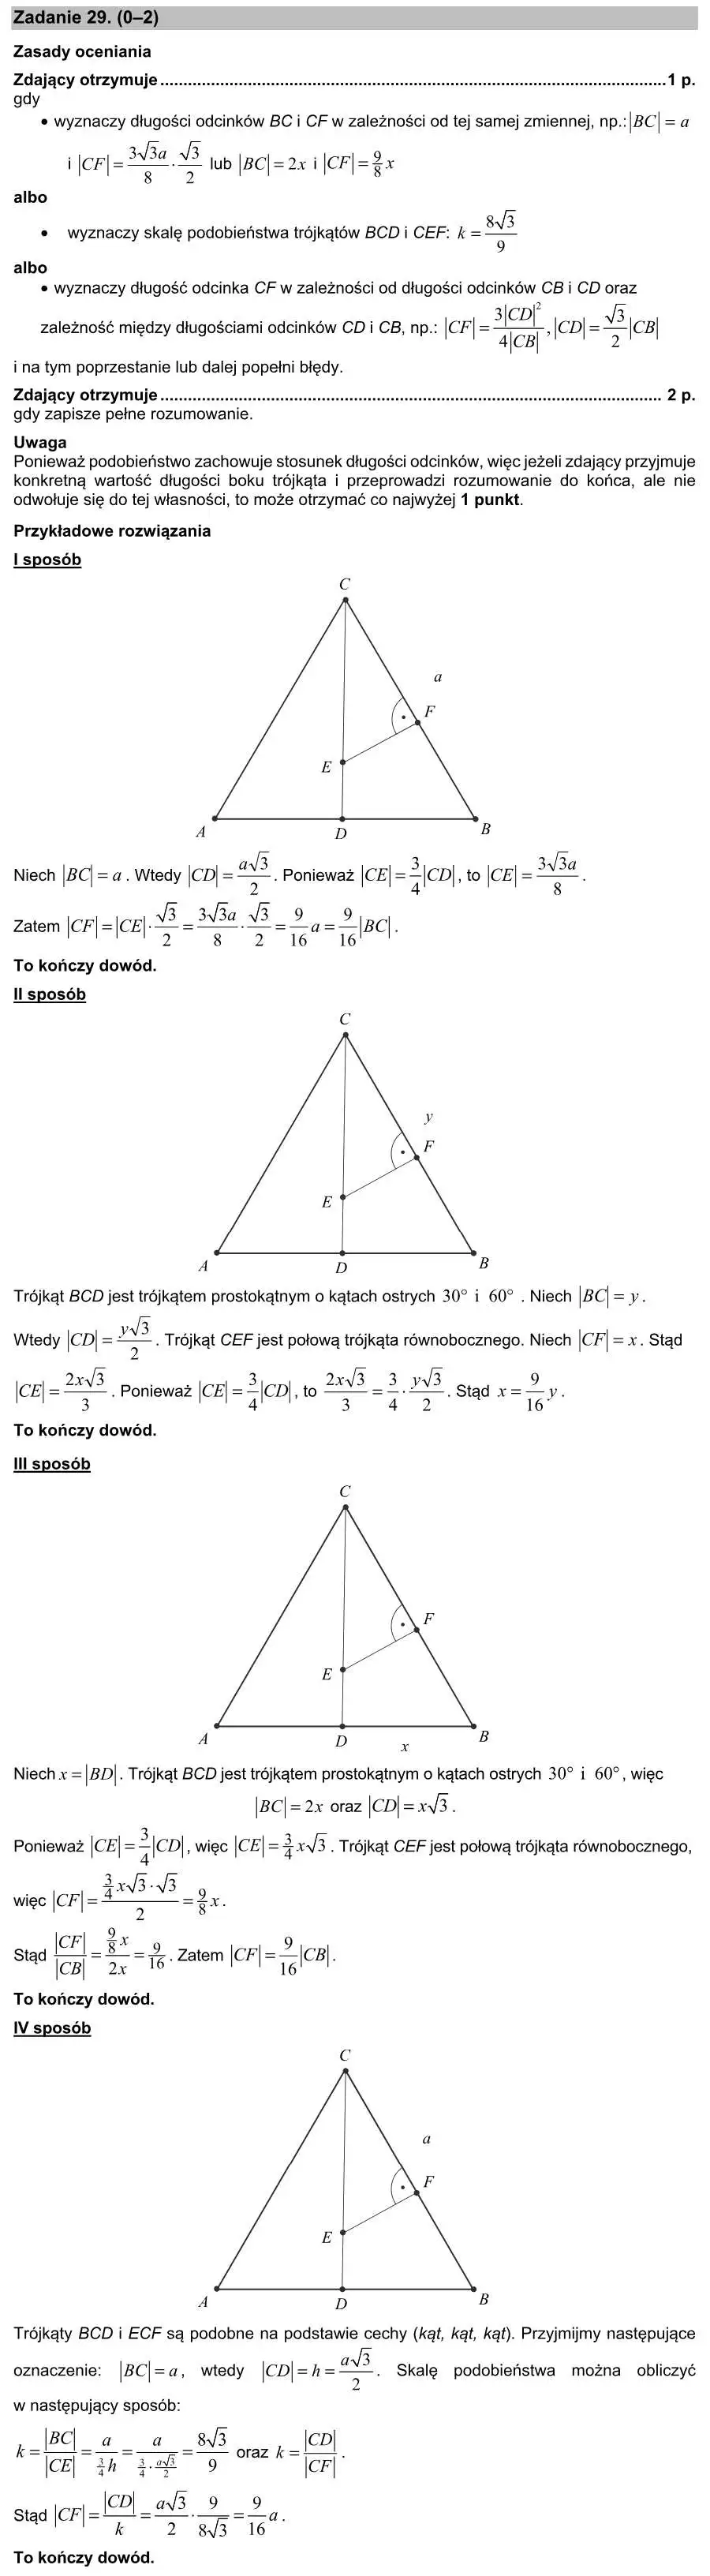 Zadanie 29. (0–2)
Zasady oceniania
Zdający otrzymuje ............................................................................................................. 1 p.
gdy
• wyznaczy długości odcinków BC i CF w zależności od tej samej zmiennej, np.: |BC| = a
i |CF| = 3√3a/8 · √3/2 lub |BC| = 2x i |CF| = 9/8 x
albo
• wyznaczy skalę podobieństwa trójkątów BCD i CEF: k = 8√3/9
albo
• wyznaczy długość odcinka CF w zależności od długości odcinków CB i CD oraz
zależność między długościami odcinków CD i CB, np.: |CF| = 3|CD|²/4|CB|, |CD| = √3/2 |CB|
i na tym poprzestanie lub dalej popełni błędy.
Zdający otrzymuje ............................................................................................................. 2 p.
gdy zapisze pełne rozumowanie.
Uwaga
Ponieważ podobieństwo zachowuje stosunek długości odcinków, więc jeżeli zdający przyjmuje
konkretną wartość długości boku trójkąta i przeprowadzi rozumowanie do końca, ale nie
odwołuje się do tej własności, to może otrzymać co najwyżej 1 punkt.
Przykładowe rozwiązania
I sposób
C
a
F
E
A
D
B
Niech |BC| = a. Wtedy |CD| = a√3/2. Ponieważ |CE| = 3/4 |CD|, to |CE| = 3√3a/8.
Zatem |CF| = |CE| · √3/2 = 3√3a/8 · √3/2 = 9/16 a = 9/16 |BC|.
To kończy dowód.
II sposób
C
y
F
E
A
D
B
Trójkąt BCD jest trójkątem prostokątnym o kątach ostrych 30° i 60° . Niech |BC| = y.
Wtedy |CD| = y√3/2. Trójkąt CEF jest połową trójkąta równobocznego. Niech |CF| = x. Stąd
|CE| = 2x√3/3. Ponieważ |CE| = 3/4 |CD|, to 2x√3/3 = 3/4 · y√3/2. Stąd x = 9/16 y.
To kończy dowód.
III sposób
C
F
E
A
D
x
B
Niech x = |BD|. Trójkąt BCD jest trójkątem prostokątnym o kątach ostrych 30° i 60°, więc
|BC| = 2x oraz |CD| = x√3.
Ponieważ |CE| = 3/4 |CD|, więc |CE| = 3/4 x√3. Trójkąt CEF jest połową trójkąta równobocznego,
więc |CF| = (3/4 x√3 · √3)/2 = 9/8 x.
Stąd |CF|/|CB| = (9/8 x)/2x = 9/16. Zatem |CF| = 9/16 |CB|.
To kończy dowód.
IV sposób
C
a
F
E
A
D
B
Trójkąty BCD i ECF są podobne na podstawie cechy (kąt, kąt, kąt). Przyjmijmy następujące
oznaczenie: |BC| = a, wtedy |CD| = h = a√3/2. Skalę podobieństwa można obliczyć
w następujący sposób:
k = |BC|/|CE| = a/(3/4 h) = a/(3/4 · a√3/2) = 8√3/9 oraz k = |CD|/|CF|.
Stąd |CF| = |CD|/k = a√3/2 · 9/8√3 = 9/16 a.
To kończy dowód.